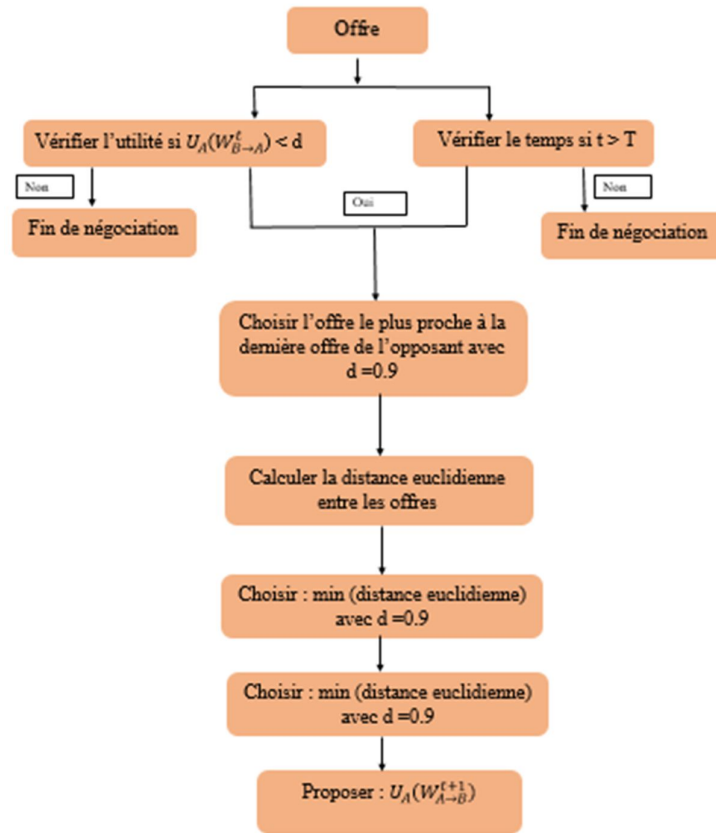 Offre
Vérifier l’utilité si U_A(W^t_{B→A}) < d
Vérifier le temps si t > T
Non
Oui
Non
Fin de négociation
Fin de négociation
Choisir l’offre le plus proche à la
dernière offre de l’opposant avec
d =0.9
Calculer la distance euclidienne
entre les offres
Choisir : min (distance euclidienne)
avec d =0.9
Choisir : min (distance euclidienne)
avec d =0.9
Proposer : U_A(W^{t+1}_{A→B})